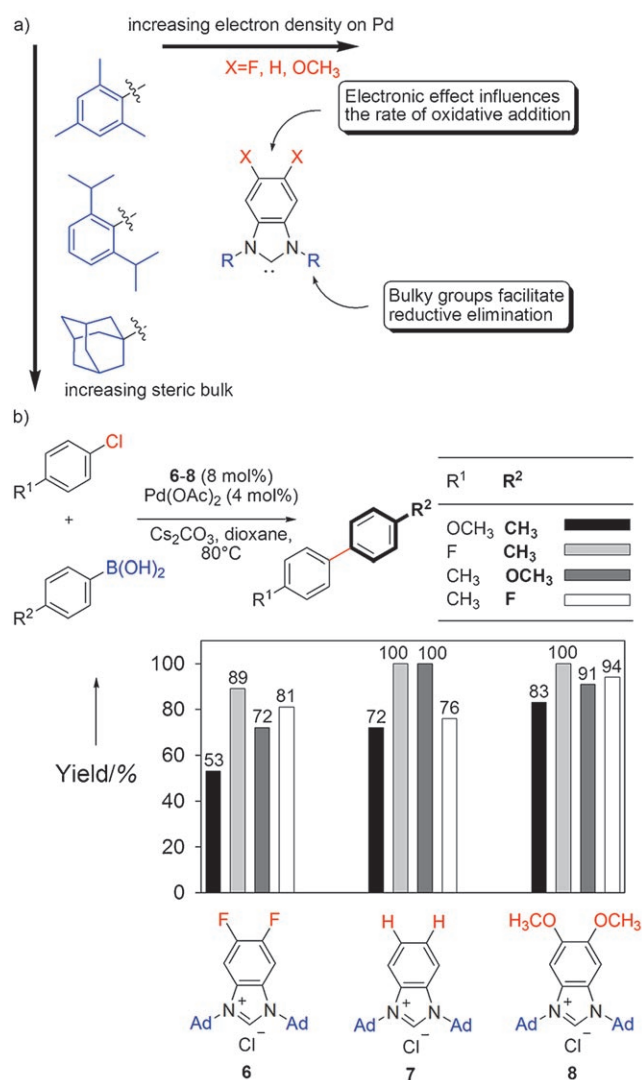 a)
increasing electron density on Pd
X=F, H, OCH₃
Electronic effect influences
the rate of oxidative addition
X X
N N
R R
Bulky groups facilitate
reductive elimination
increasing steric bulk
b)
Cl
R¹
+
B(OH)₂
R²
6-8 (8 mol%)
Pd(OAc)₂ (4 mol%)
Cs₂CO₃, dioxane,
80°C
R²
R¹
R¹ R²
OCH₃ CH₃
F CH₃
CH₃ OCH₃
CH₃ F
Yield/%
100
80
60
40
20
0
53 89 72 81
72 100 100 76
83 100 91 94
F F
N + N
Ad Ad
Cl −
6
H H
N + N
Ad Ad
Cl −
7
H₃CO OCH₃
N + N
Ad Ad
Cl −
8